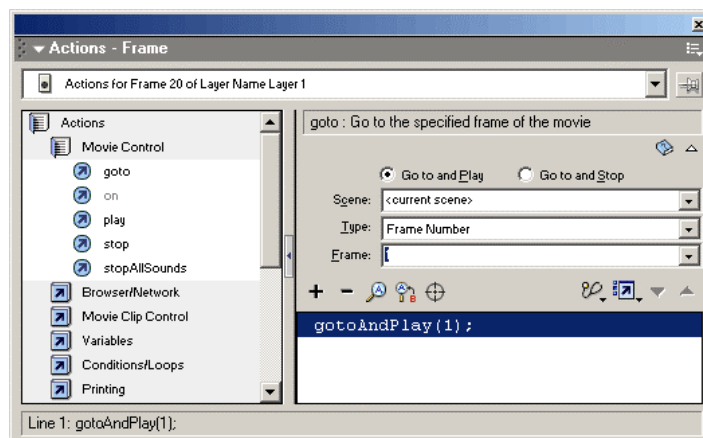 Actions - Frame
Actions for Frame 20 of Layer Name Layer 1
Actions
Movie Control
goto
on
play
stop
stopAllSounds
Browser/Network
Movie Clip Control
Variables
Conditions/Loops
Printing
goto : Go to the specified frame of the movie
Go to and Play
Go to and Stop
Scene: <current scene>
Type: Frame Number
Frame: 1
gotoAndPlay(1);
Line 1: gotoAndPlay(1);